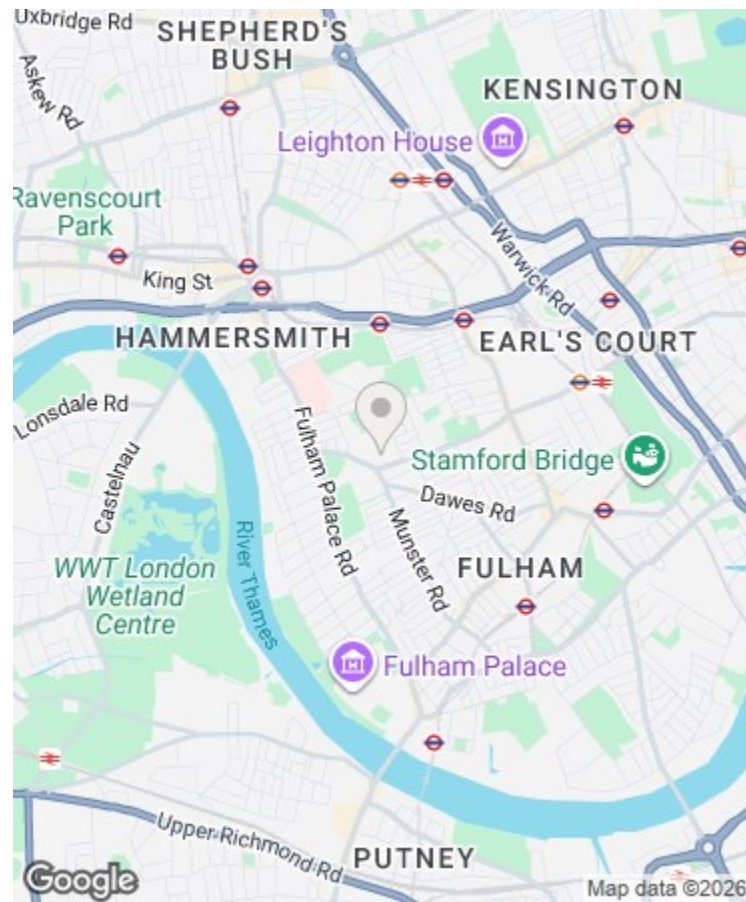 Uxbridge Rd
SHEPHERD'S
BUSH
Askew Rd
KENSINGTON
Leighton House
Ravenscourt
Park
King St
Warwick Rd
HAMMERSMITH
EARL'S COURT
Lonsdale Rd
Castelnau
Fulham Palace Rd
Stamford Bridge
Dawes Rd
Munster Rd
River Thames
WWT London
Wetland
Centre
FULHAM
Fulham Palace
Upper Richmond Rd
PUTNEY
Google
Map data ©2026